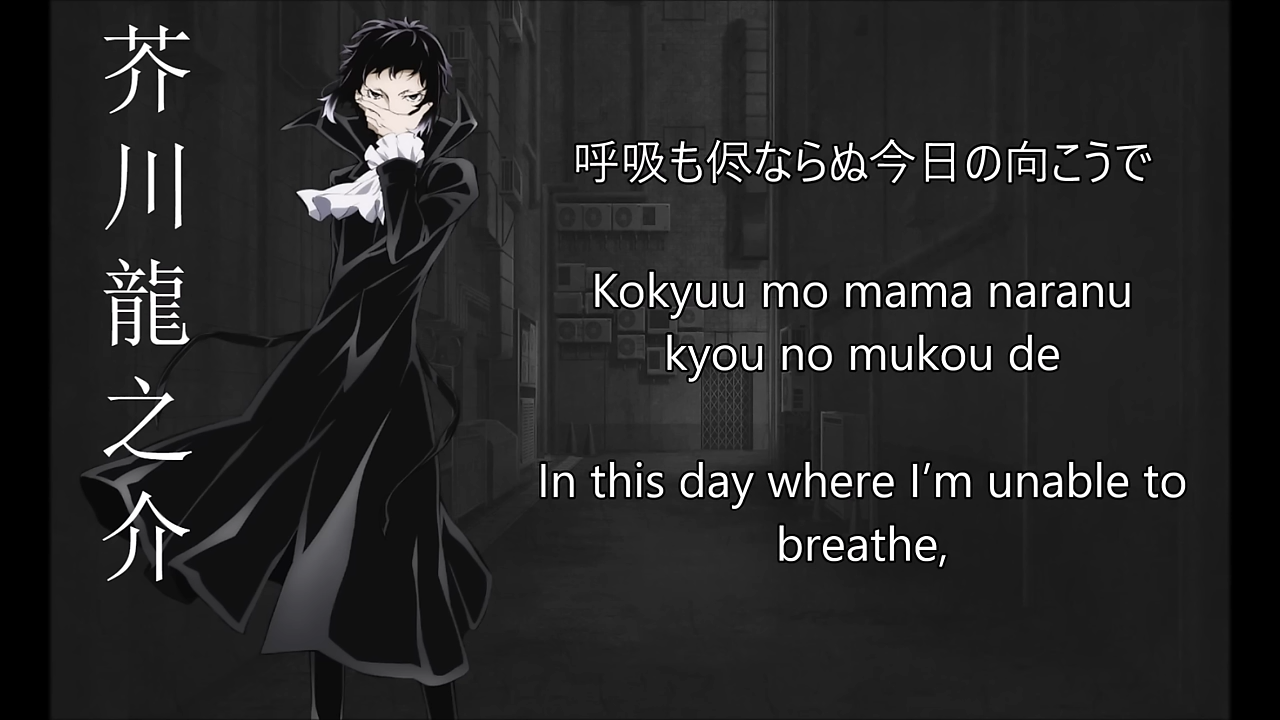 芥川龍之介
呼吸も侭ならぬ今日の向こうで
Kokyuu mo mama naranu
kyou no mukou de
In this day where I’m unable to
breathe,